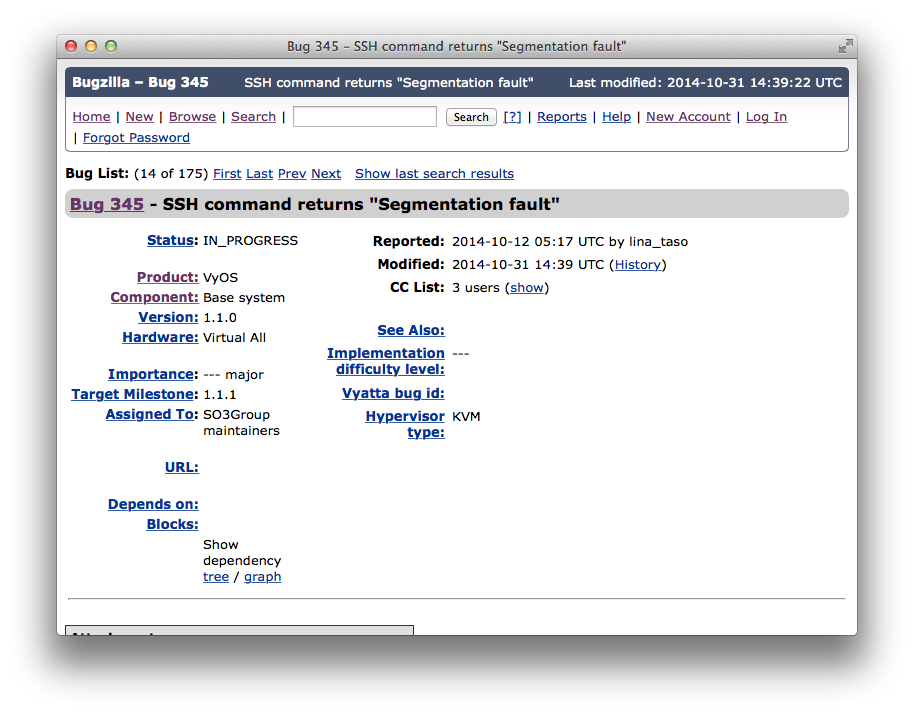 Bug 345 – SSH command returns "Segmentation fault"
Bugzilla – Bug 345 SSH command returns "Segmentation fault" Last modified: 2014-10-31 14:39:22 UTC
Home | New | Browse | Search | Search [?] | Reports | Help | New Account | Log In
| Forgot Password
Bug List: (14 of 175) First Last Prev Next Show last search results
Bug 345 - SSH command returns "Segmentation fault"
Status: IN_PROGRESS
Product: VyOS
Component: Base system
Version: 1.1.0
Hardware: Virtual All
Importance: --- major
Target Milestone: 1.1.1
Assigned To: SO3Group
maintainers
URL:
Depends on:
Blocks:
Show
dependency
tree / graph
Reported: 2014-10-12 05:17 UTC by lina_taso
Modified: 2014-10-31 14:39 UTC (History)
CC List: 3 users (show)
See Also:
Implementation ---
difficulty level:
Vyatta bug id:
Hypervisor KVM
type: